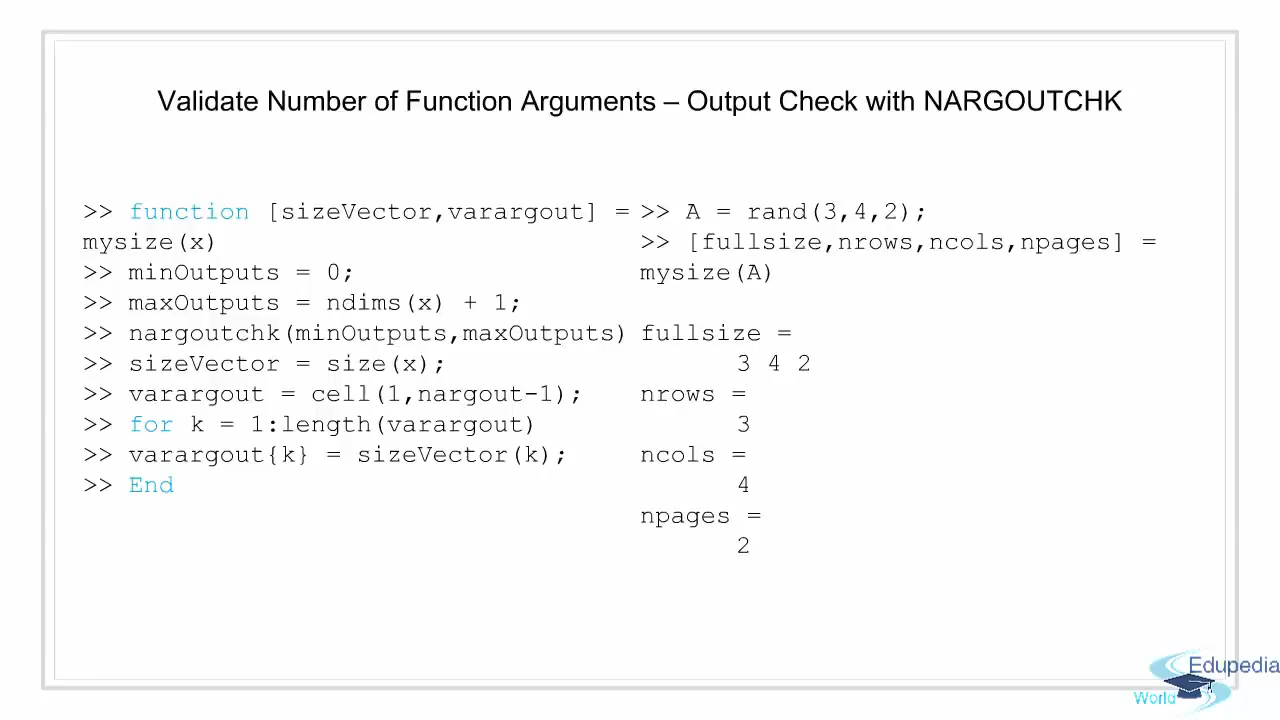 Validate Number of Function Arguments – Output Check with NARGOUTCHK
>> function [sizeVector,varargout] =
mysize(x)
>> minOutputs = 0;
>> maxOutputs = ndims(x) + 1;
>> nargoutchk(minOutputs,maxOutputs)
>> sizeVector = size(x);
>> varargout = cell(1,nargout-1);
>> for k = 1:length(varargout)
>> varargout{k} = sizeVector(k);
>> End
>> A = rand(3,4,2);
>> [fullsize,nrows,ncols,npages] =
mysize(A)
fullsize =
3 4 2
nrows =
3
ncols =
4
npages =
2
Edupedia
World